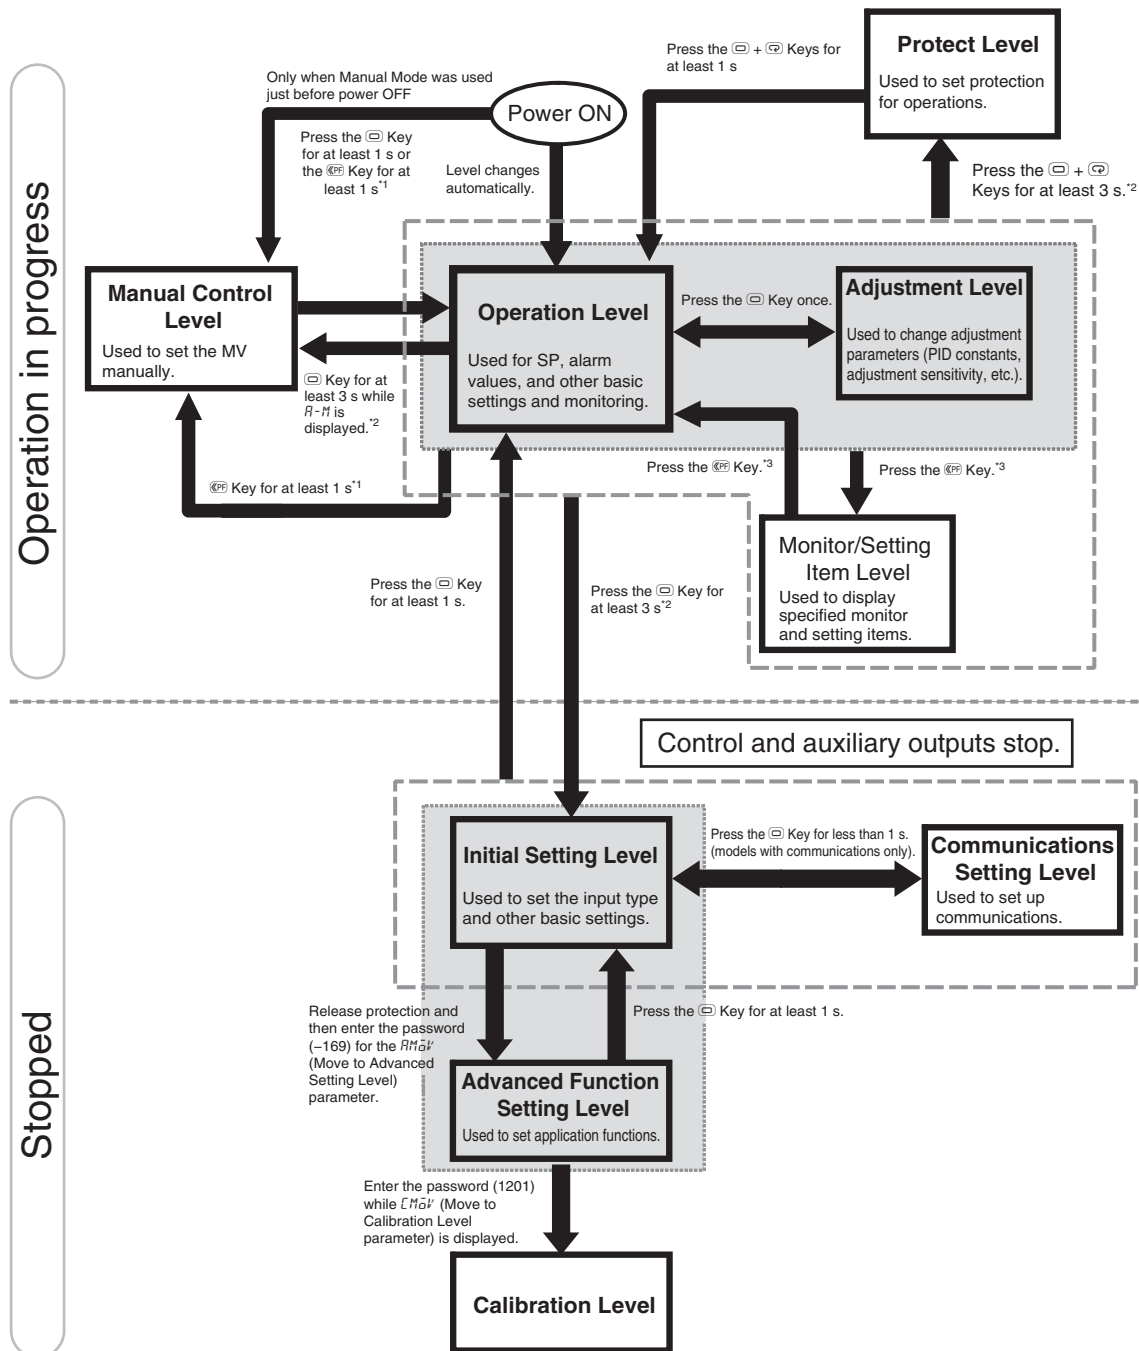 Operation in progress
Only when Manual Mode was used
just before power OFF
Power ON
Press the Key
for at least 1 s or
the PF Key for at
least 1 s*1
Level changes
automatically.
Press the + Keys for
at least 1 s
Protect Level
Used to set protection
for operations.
Press the +
Keys for at least 3 s.*2
Manual Control
Level
Used to set the MV
manually.
Key for at
least 3 s while
A-M is
displayed.*2
PF Key for at least 1 s*1
Operation Level
Used for SP, alarm
values, and other basic
settings and monitoring.
Press the Key once.
Adjustment Level
Used to change adjustment
parameters (PID constants,
adjustment sensitivity, etc.).
Press the PF Key.*3
Press the PF Key.*3
Monitor/Setting
Item Level
Used to display
specified monitor
and setting items.
Press the Key
for at least 1 s.
Press the Key for
at least 3 s*2
Control and auxiliary outputs stop.
Stopped
Initial Setting Level
Used to set the input type
and other basic settings.
Press the Key for less than 1 s.
(models with communications only).
Communications
Setting Level
Used to set up
communications.
Release protection and
then enter the password
(–169) for the AMoV
(Move to Advanced
Setting Level)
parameter.
Press the Key for at least 1 s.
Advanced Function
Setting Level
Used to set application functions.
Enter the password (1201)
while CMoV (Move to
Calibration Level
parameter) is displayed.
Calibration Level